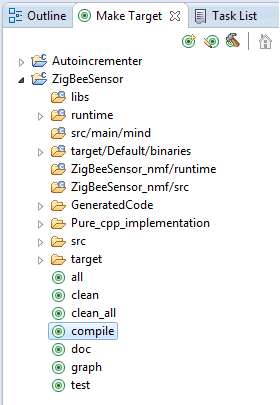 Outline Make Target Task List
Autoincrementer
ZigBeeSensor
libs
runtime
src/main/mind
target/Default/binaries
ZigBeeSensor_nmf/runtime
ZigBeeSensor_nmf/src
GeneratedCode
Pure_cpp_implementation
src
target
all
clean
clean_all
compile
doc
graph
test